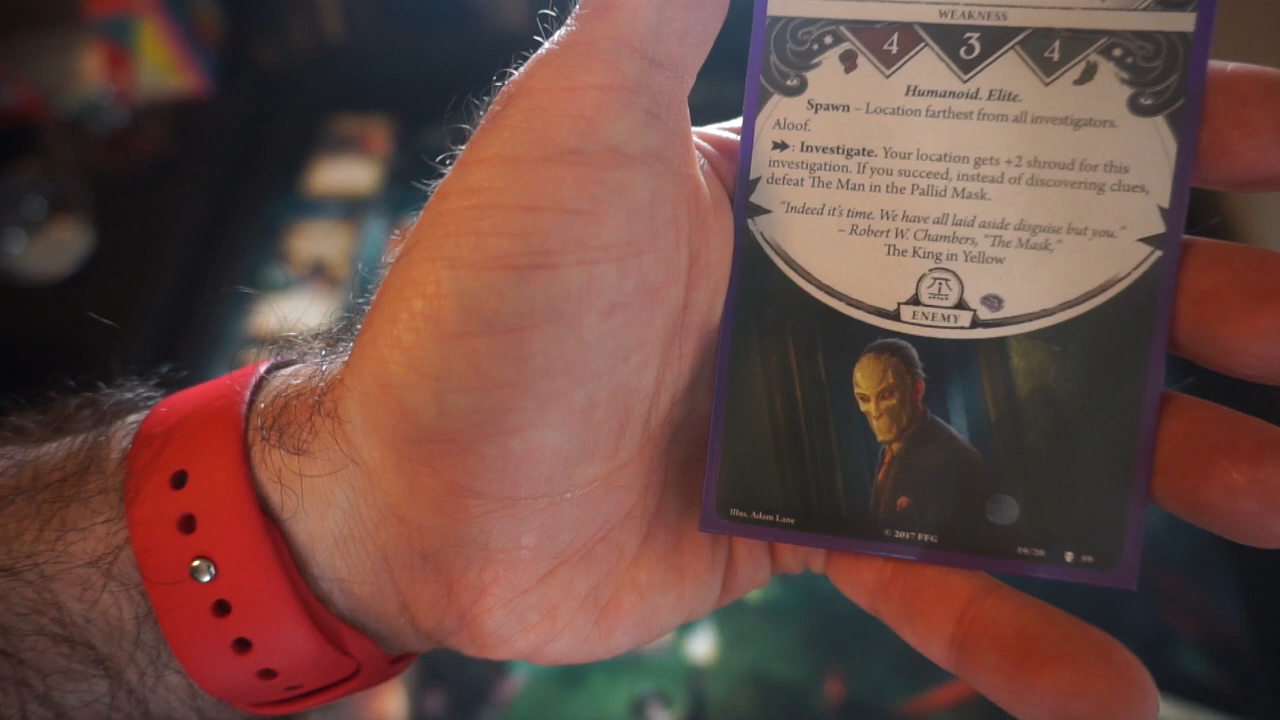 WEAKNESS
4 3 4
Humanoid. Elite.
Spawn – Location farthest from all investigators.
Aloof.
: Investigate. Your location gets +2 shroud for this
investigation. If you succeed, instead of discovering clues,
defeat The Man in the Pallid Mask.
"Indeed it's time. We have all laid aside disguise but you."
– Robert W. Chambers, "The Mask,"
The King in Yellow
ENEMY
Illus. Adam Lane
© 2017 FFG
59